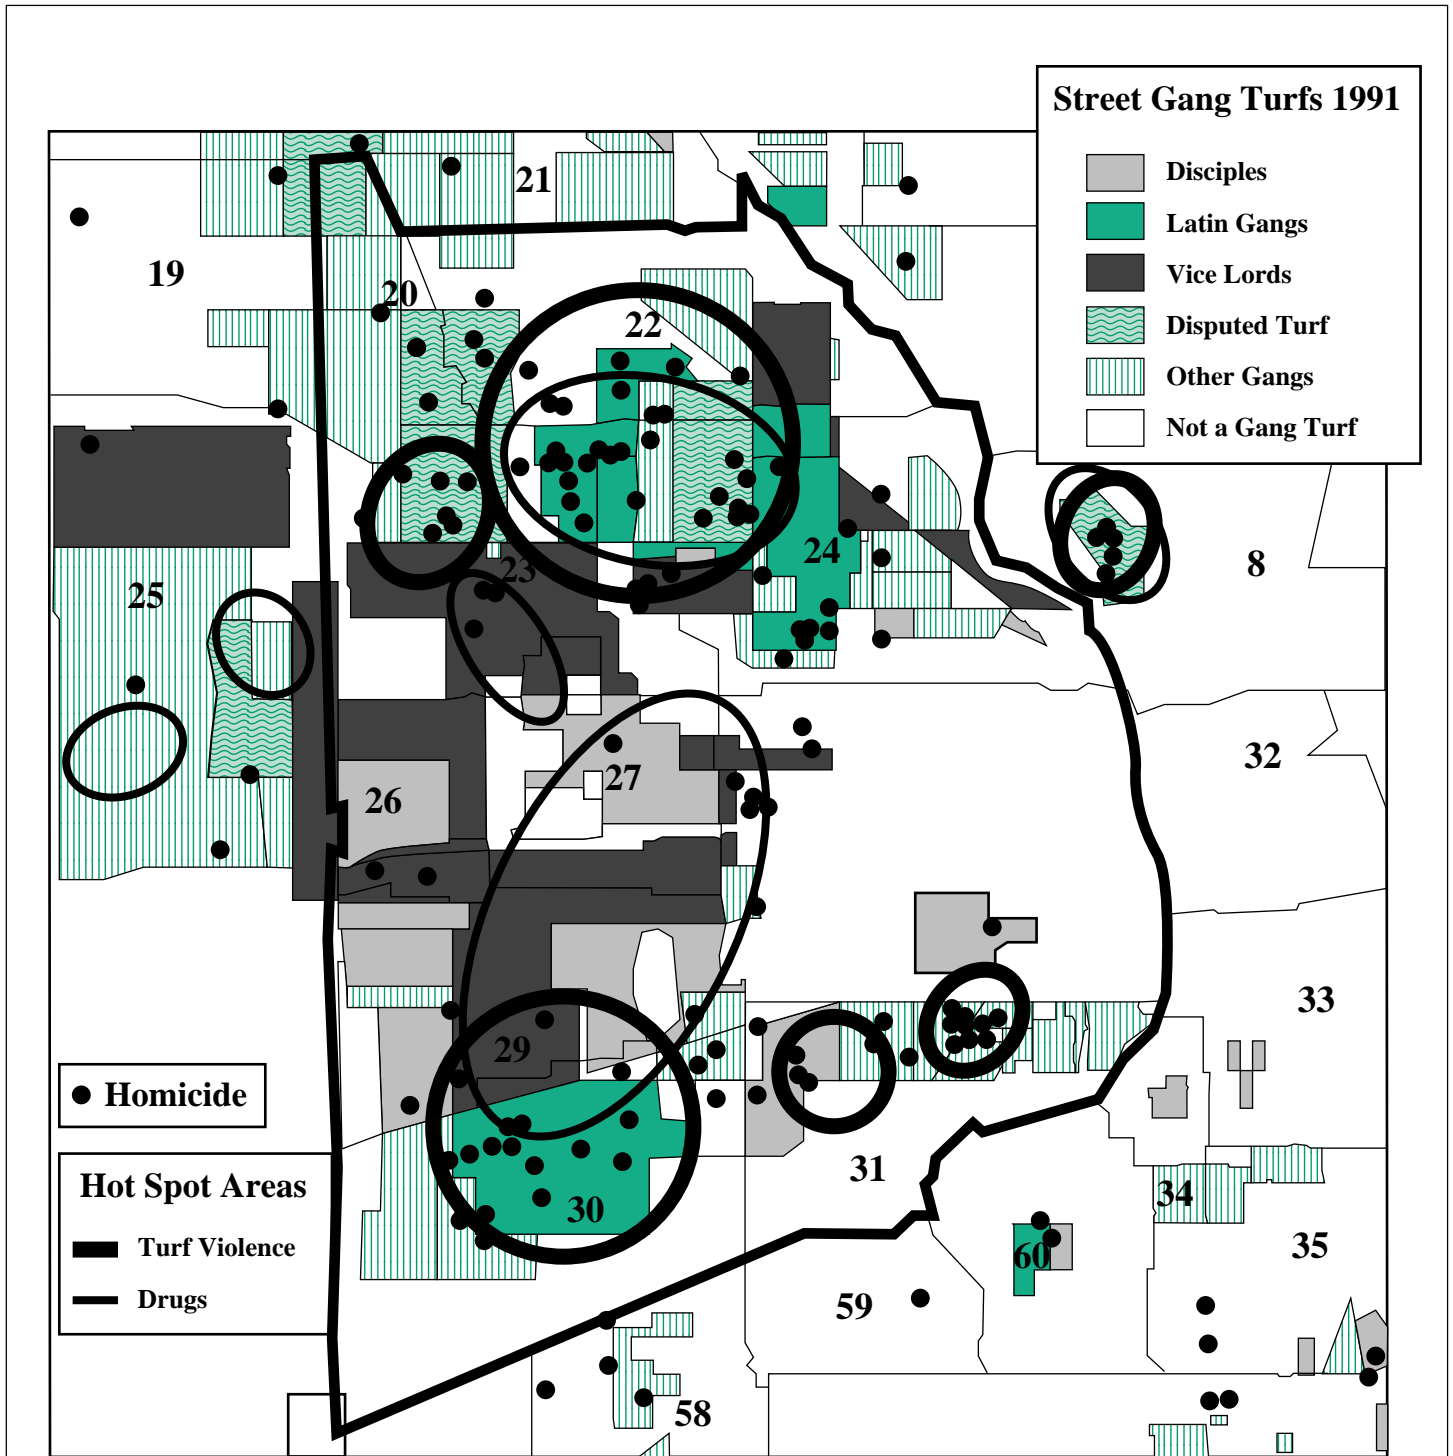 Street Gang Turfs 1991
Disciples
Latin Gangs
Vice Lords
Disputed Turf
Other Gangs
Not a Gang Turf
21
19
20
22
23
24
8
25
32
27
26
33
29
Homicide
31
34
30
35
60
59
58
Hot Spot Areas
Turf Violence
Drugs